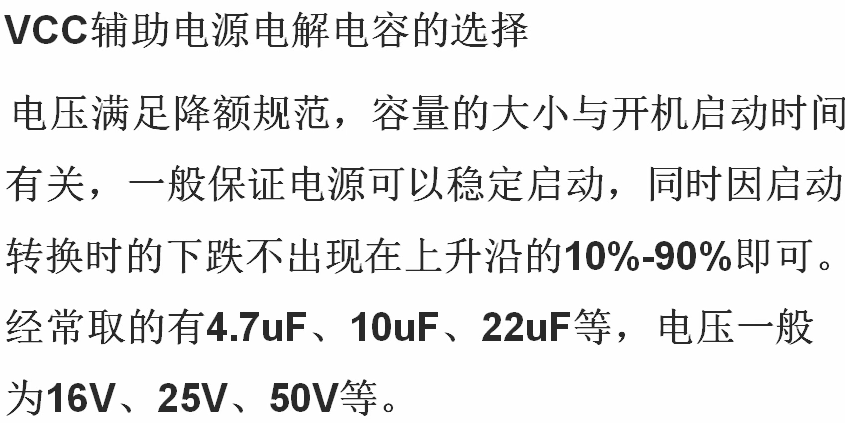 VCC辅助电源电解电容的选择
电压满足降额规范，容量的大小与开机启动时间
有关，一般保证电源可以稳定启动，同时因启动
转换时的下跌不出现在上升沿的10%-90%即可。
经常取的有4.7uF、10uF、22uF等，电压一般
为16V、25V、50V等。